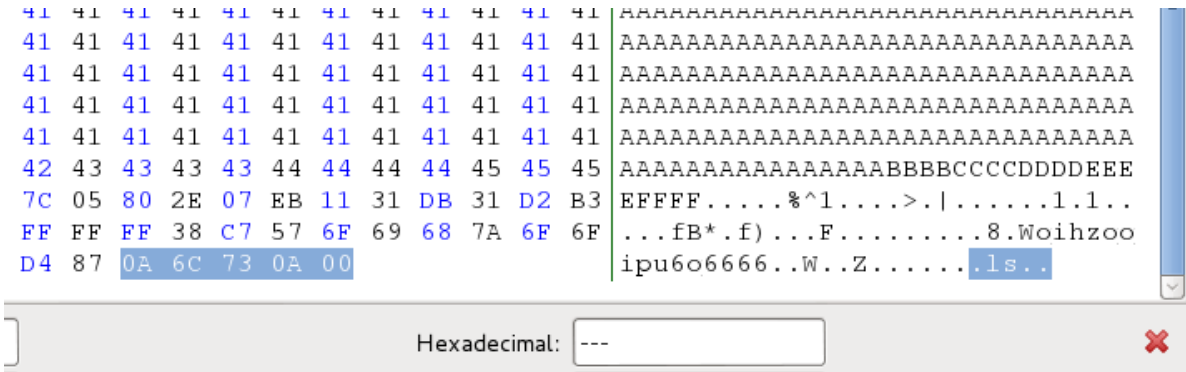 41 41 41 41 41 41 41 41 41 41 41 41 AAAAAAAAAAAAAAAAAAAAAAAAAAAAAAA
41 41 41 41 41 41 41 41 41 41 41 41 AAAAAAAAAAAAAAAAAAAAAAAAAAAAAAA
41 41 41 41 41 41 41 41 41 41 41 41 AAAAAAAAAAAAAAAAAAAAAAAAAAAAAAA
41 41 41 41 41 41 41 41 41 41 41 41 AAAAAAAAAAAAAAAAAAAAAAAAAAAAAAA
41 41 41 41 41 41 41 41 41 41 41 41 AAAAAAAAAAAAAAAAAAAAAAAAAAAAAAA
42 43 43 43 43 44 44 44 44 45 45 45 AAAAAAAAAAAAAAAABBBBCCCCDDDDEEE
7C 05 80 2E 07 EB 11 31 DB 31 D2 B3 EFFFF.....%^1....>.|......1.1..
FF FF FF 38 C7 57 6F 69 68 7A 6F 6F ...fB*.f)...F.........8.Woihzoo
D4 87 0A 6C 73 0A 00 ipu6o6666..W..Z.......ls..
Hexadecimal: ---